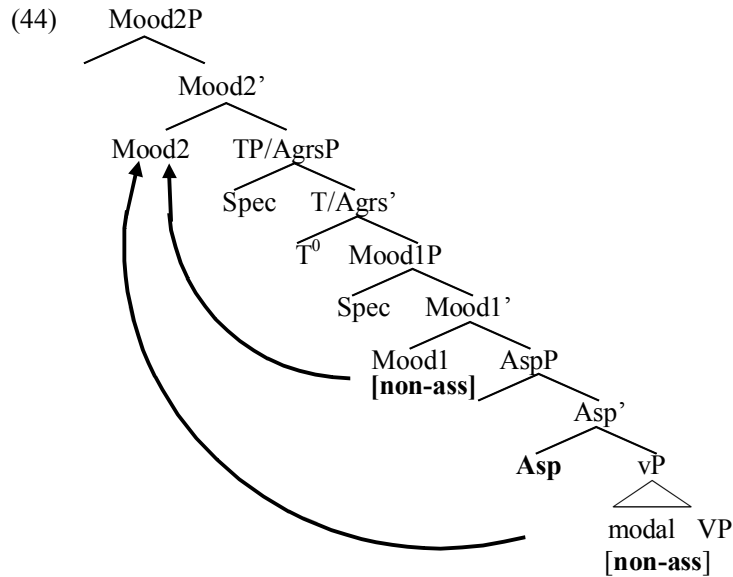 (44) Mood2P
Mood2’
Mood2 TP/AgrsP
Spec T/Agrs’
T⁰ Mood1P
Spec Mood1’
Mood1 AspP
[non-ass]
Asp’
Asp vP
modal VP
[non-ass]